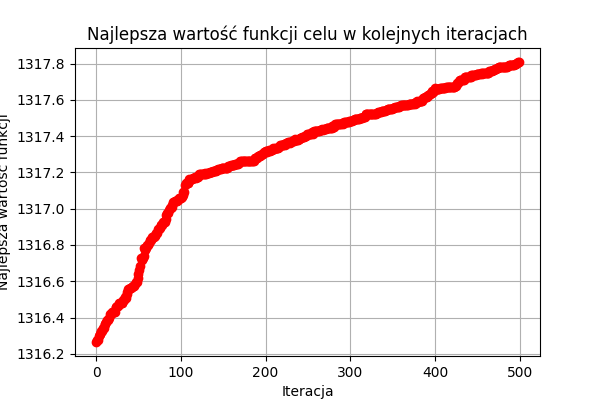 Najlepsza wartość funkcji celu w kolejnych iteracjach
Najlepsza wartość funkcji
1317.8
1317.6
1317.4
1317.2
1317.0
1316.8
1316.6
1316.4
1316.2
0 100 200 300 400 500
Iteracja